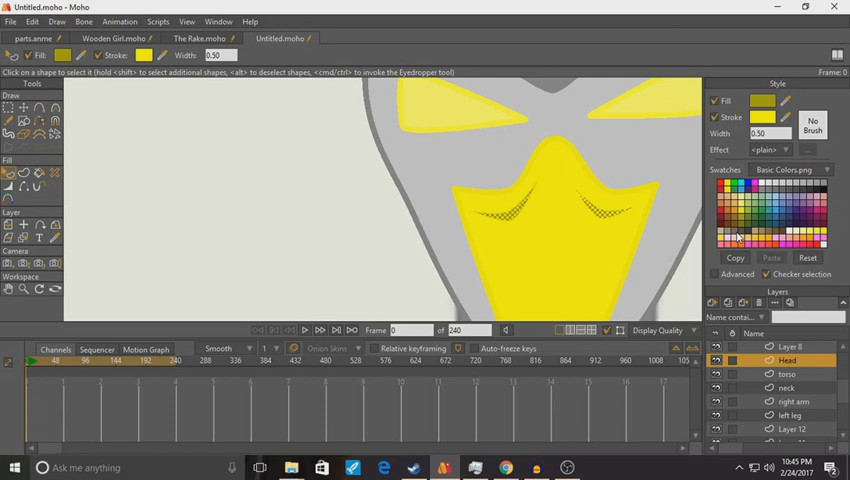 Untitled.moho - Moho
File Edit View Draw Bone Animation Scripts View Window Help
parts.anme Wooden Girl.moho The Rake.moho Untitled.moho
Fill: Stroke: Width: 0.50
Click on a shape to select it (hold <shift> to select additional shapes, <alt> to deselect shapes, <cmd/ctrl> to invoke the Eyedropper tool)
Frame: 0
Tools
Draw
Fill
Layer
Camera
Workspace
Style
Fill
Stroke
No Brush
Width 0.50
Effect <plain> ...
Swatches Basic Colors.png
Copy Paste Reset
Advanced Checker selection
Layers
Name contai...
Name
Layer 8
Head
torso
neck
right arm
left leg
Layer 12
Frame 0 of 240 Display Quality
Channels Sequencer Motion Graph Smooth 1 Onion Skins Relative keyframing Auto-freeze keys
48 96 144 192 240 288 336 384 432 480 528 576 624 672 720 768 816 864 912 960 1008 105
0 1 2 3 4 5 6 7 8 9 10 11 12 13 14 15 16 17
Ask me anything
10:45 PM
2/24/2017
2